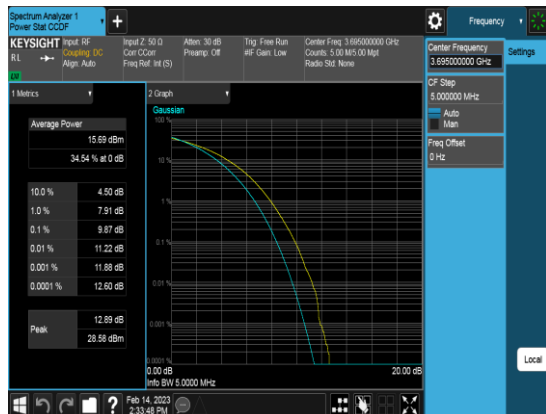 Spectrum Analyzer 1
Power Stat CCDF
Frequency
KEYSIGHT
RL
Input: RF
Coupling: DC
Align: Auto
Input Z: 50 Ω
Corr CCorr
Freq Ref: Int (S)
Atten: 30 dB
Preamp: Off
Trig: Free Run
#IF Gain: Low
Center Freq: 3.695000000 GHz
Counts: 5.00 M/5.00 Mpt
Radio Std: None
LV
Center Frequency
3.695000000 GHz
Settings
CF Step
5.000000 MHz
Auto
Man
Freq Offset
0 Hz
1 Metrics
Average Power
15.69 dBm
34.54 % at 0 dB
10.0 % 4.50 dB
1.0 % 7.91 dB
0.1 % 9.87 dB
0.01 % 11.22 dB
0.001 % 11.88 dB
0.0001 % 12.60 dB
Peak
12.89 dB
28.58 dBm
2 Graph
Gaussian
100 %
10 %
1 %
0.1 %
0.01 %
0.001 %
0.0001 %
0.00 dB
20.00 dB
Info BW 5.0000 MHz
Local
?
Feb 14, 2023
2:33:48 PM